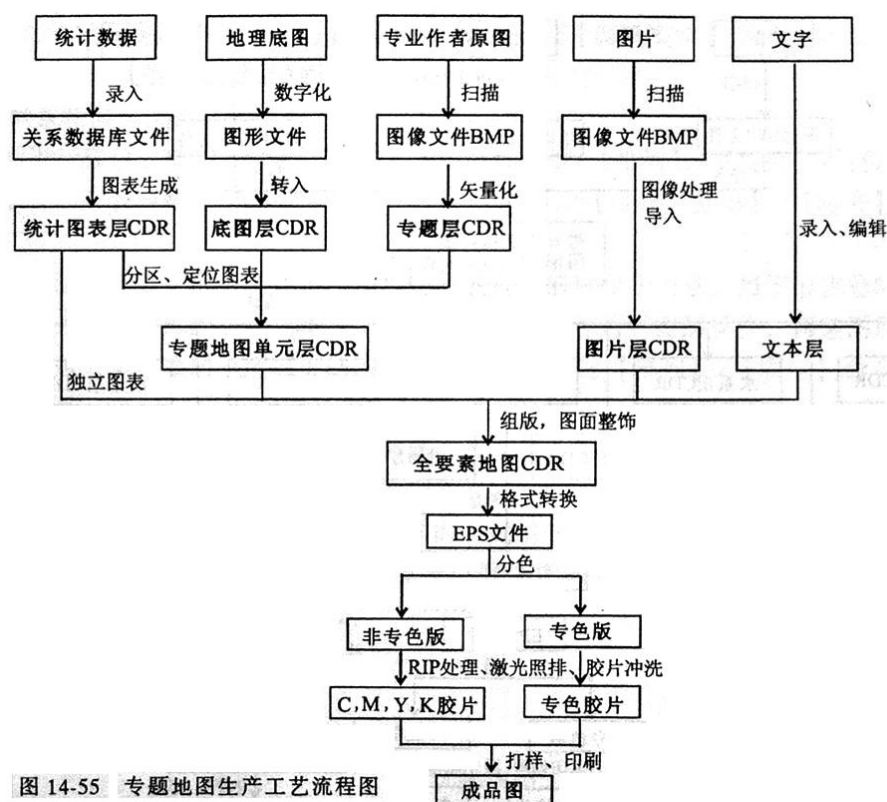 统计数据 地理底图 专业作者原图 图片 文字
录入 数字化 扫描 扫描
关系数据库文件 图形文件 图像文件BMP 图像文件BMP
图表生成 转入 矢量化 图像处理
导入
统计图表层CDR 底图层CDR 专题层CDR 录入、编辑
分区、定位图表
专题地图单元层CDR 图片层CDR 文本层
独立图表
组版，图面整饰
全要素地图CDR
格式转换
EPS文件
分色
非专色版 专色版
RIP处理、激光照排、胶片冲洗
C,M,Y,K胶片 专色胶片
打样、印刷
图 14-55 专题地图生产工艺流程图 成品图